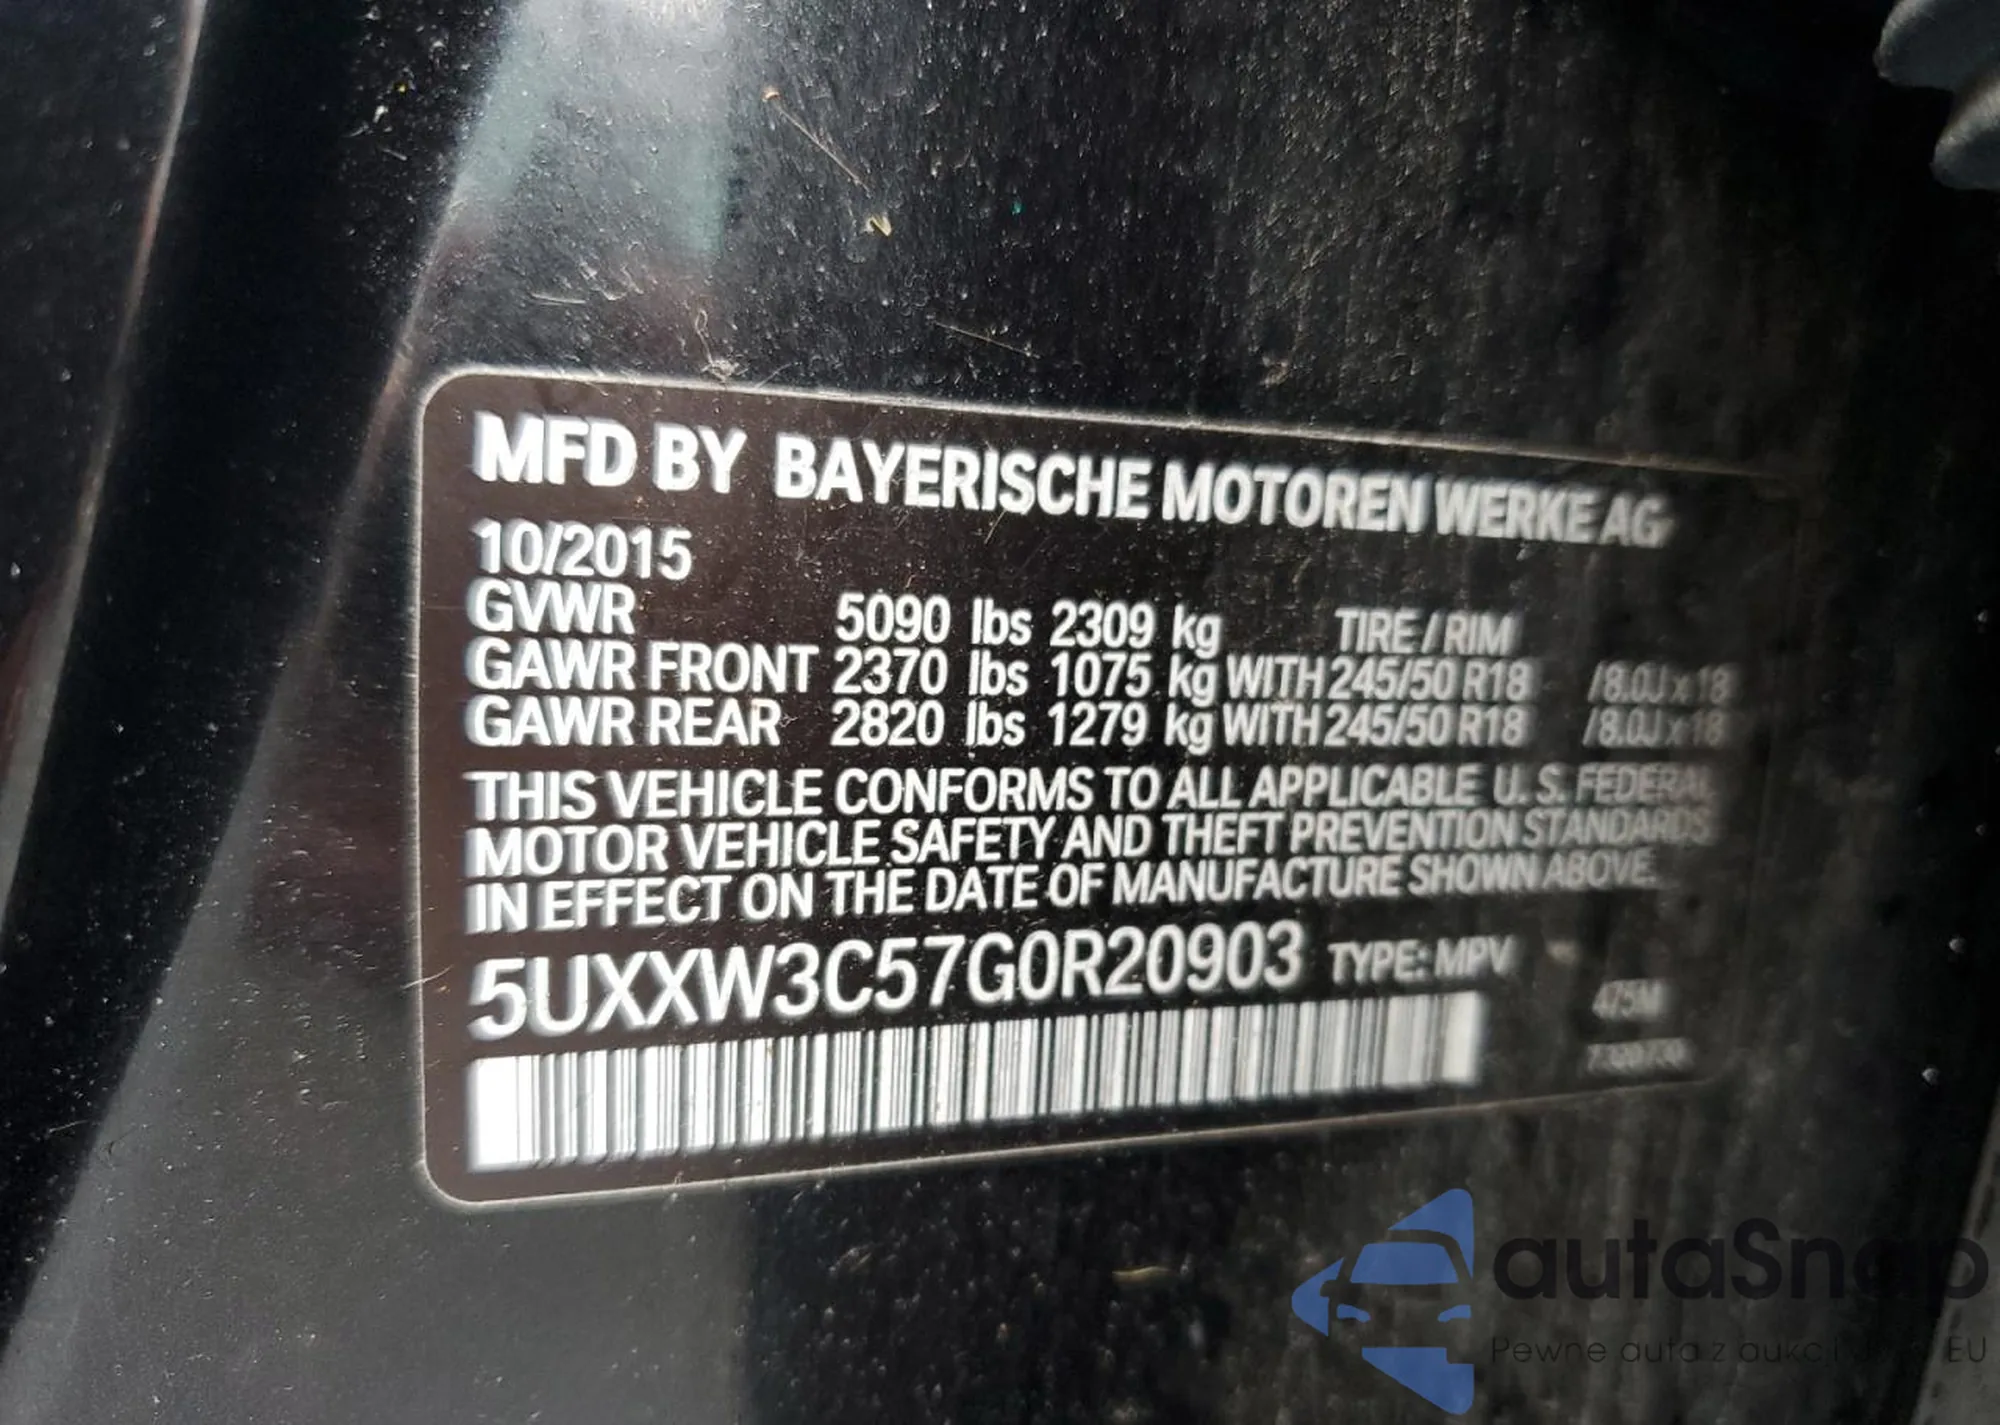 MFD BY BAYERISCHE MOTOREN WERKE AG
10/2015
GVWR 5090 lbs 2309 kg TIRE / RIM
GAWR FRONT 2370 lbs 1075 kg WITH 245/50 R18 /8.0J x 18
GAWR REAR 2820 lbs 1279 kg WITH 245/50 R18 /8.0J x 18
THIS VEHICLE CONFORMS TO ALL APPLICABLE U. S. FEDERAL
MOTOR VEHICLE SAFETY AND THEFT PREVENTION STANDARDS
IN EFFECT ON THE DATE OF MANUFACTURE SHOWN ABOVE.
5UXXW3C57G0R20903 TYPE: MPV
475M
autaSnap
Pewne auta z aukcji EU